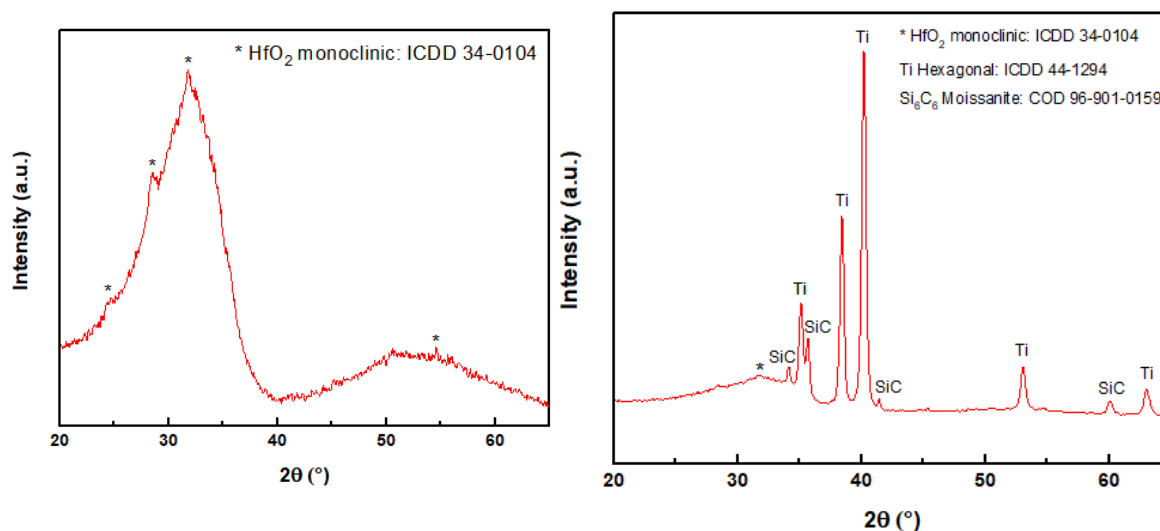 * HfO₂ monoclinic: ICDD 34-0104
*
*
*
*
Intensity (a.u.)
20 30 40 50 60
2θ (°)
* HfO₂ monoclinic: ICDD 34-0104
Ti Hexagonal: ICDD 44-1294
Si₆C₆ Moissanite: COD 96-901-0159
Ti
Ti
Ti
SiC
SiC
*
SiC
Ti
SiC
Ti
Intensity (a.u.)
20 30 40 50 60
2θ (°)